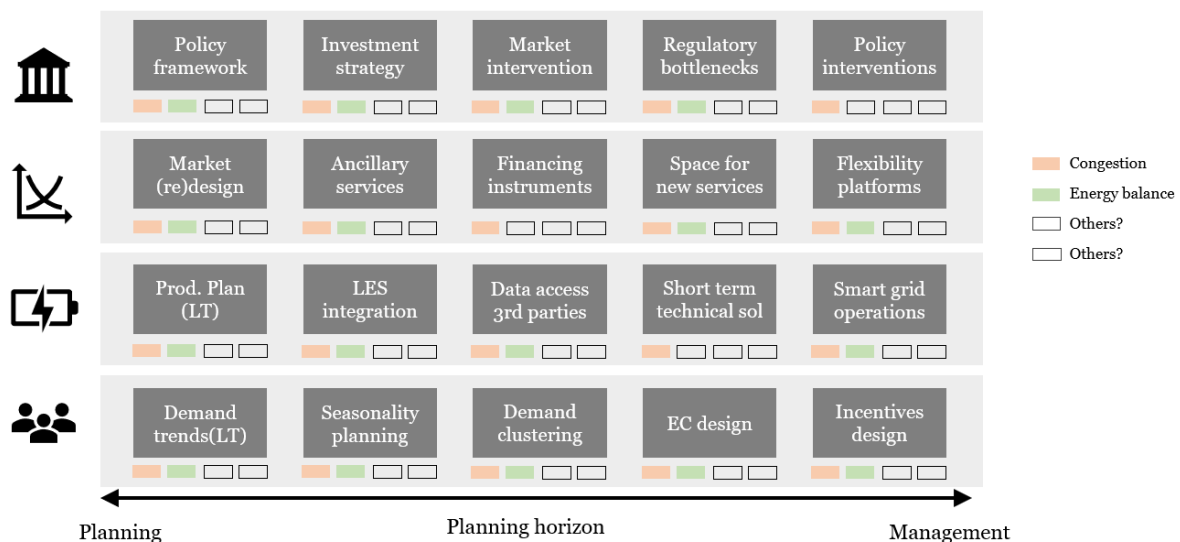 Policy
framework
Investment
strategy
Market
intervention
Regulatory
bottlenecks
Policy
interventions
Market
(re)design
Ancillary
services
Financing
instruments
Space for
new services
Flexibility
platforms
Prod. Plan
(LT)
LES
integration
Data access
3rd parties
Short term
technical sol
Smart grid
operations
Demand
trends(LT)
Seasonality
planning
Demand
clustering
EC design
Incentives
design
Congestion
Energy balance
Others?
Others?
Planning
Planning horizon
Management